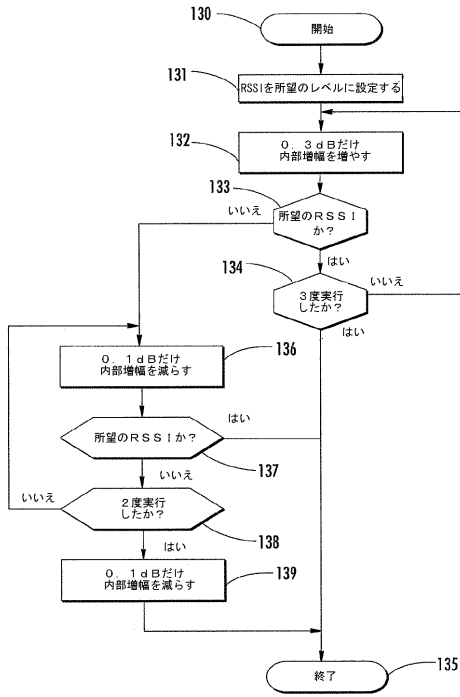 130
開始
131
RSSIを所望のレベルに設定する
132
0．3dBだけ
内部増幅を増やす
133
いいえ
所望のRSSI
か？
はい
134
いいえ
3度実行
したか？
はい
0．1dBだけ
内部増幅を減らす
136
はい
所望のRSSIか？
137
いいえ
いいえ
2度実行
したか？
138
はい
0．1dBだけ
内部増幅を減らす
139
終了
135